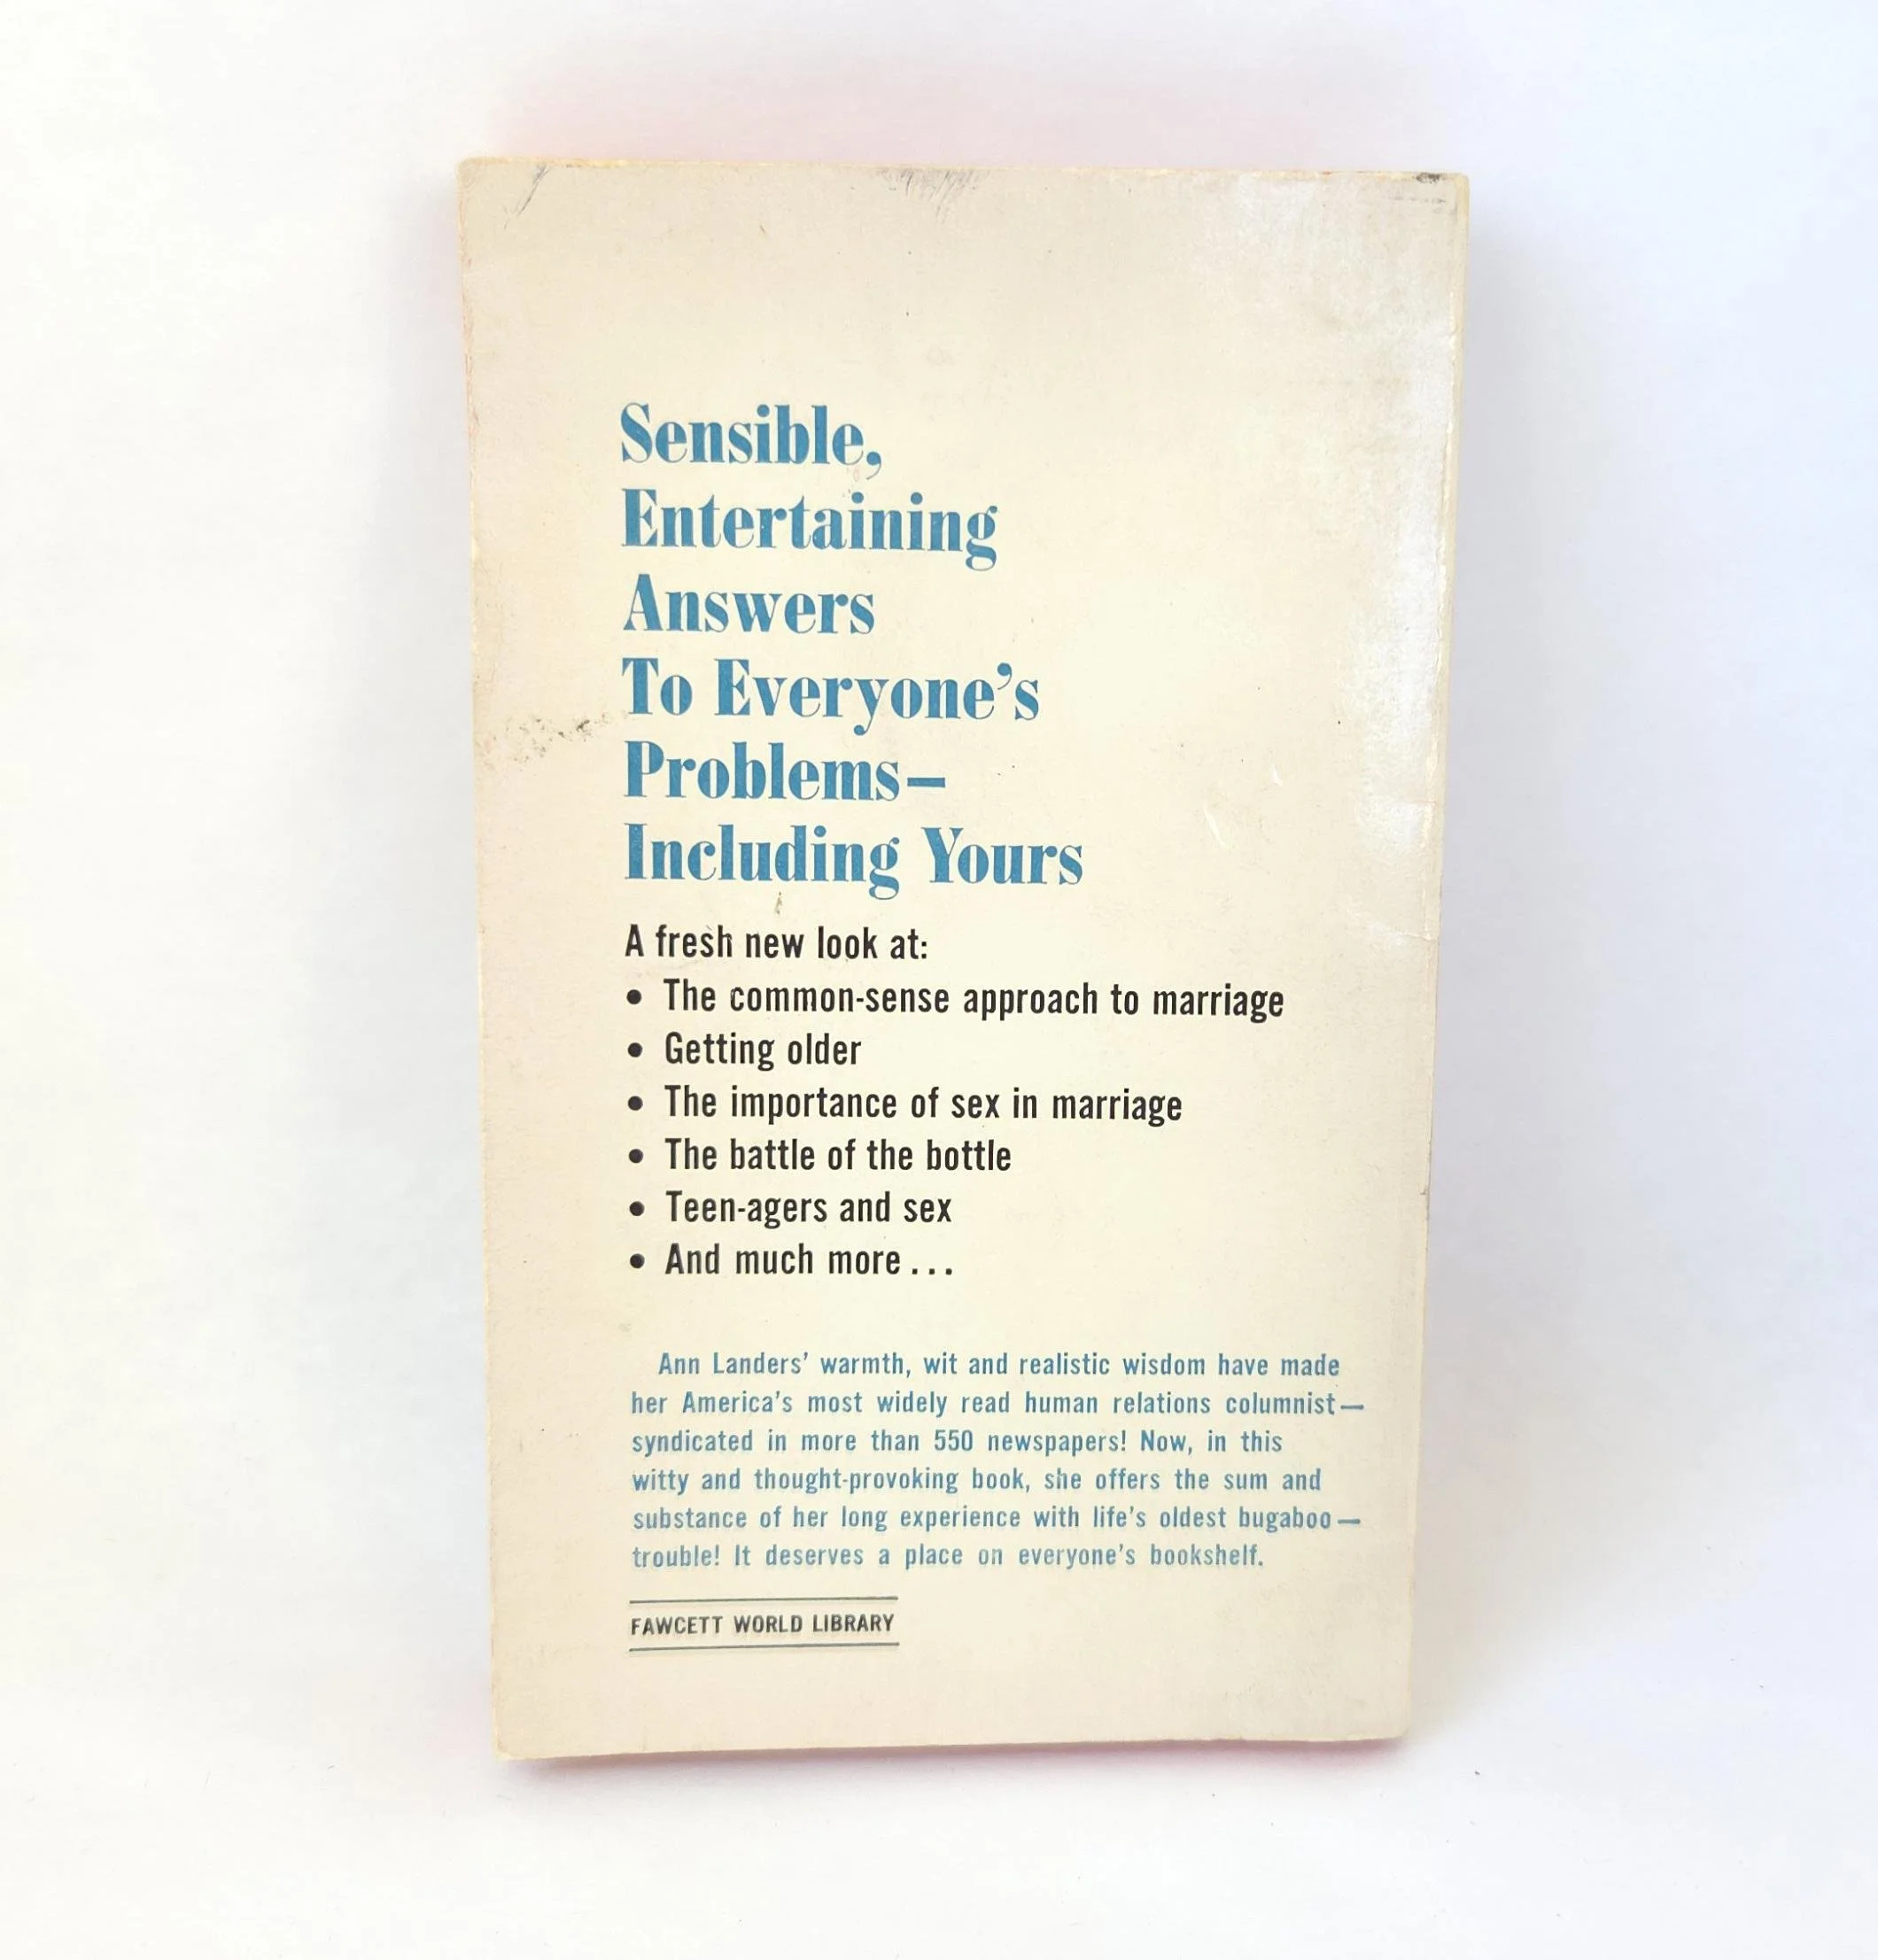 Sensible,
Entertaining
Answers
To Everyone’s
Problems—
Including Yours
A fresh new look at:
• The common-sense approach to marriage
• Getting older
• The importance of sex in marriage
• The battle of the bottle
• Teen-agers and sex
• And much more...
Ann Landers’ warmth, wit and realistic wisdom have made
her America’s most widely read human relations columnist—
syndicated in more than 550 newspapers! Now, in this
witty and thought-provoking book, she offers the sum and
substance of her long experience with life’s oldest bugaboo—
trouble! It deserves a place on everyone’s bookshelf.
FAWCETT WORLD LIBRARY